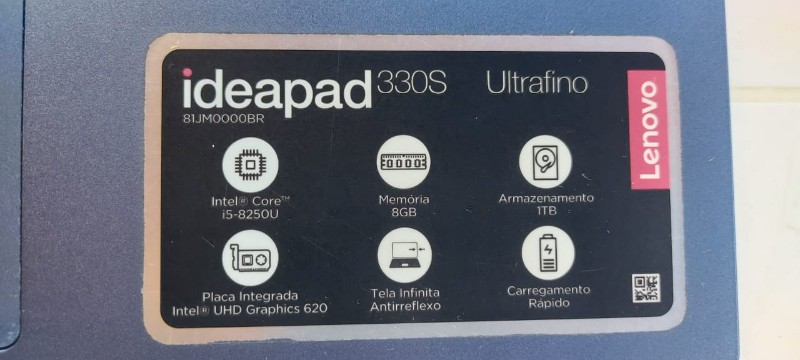 ideapad 330S Ultrafino
81JM0000BR
Lenovo
Intel® Core™
i5-8250U
Memória
8GB
Armazenamento
1TB
Placa Integrada
Intel® UHD Graphics 620
Tela Infinita
Antirreflexo
Carregamento
Rápido